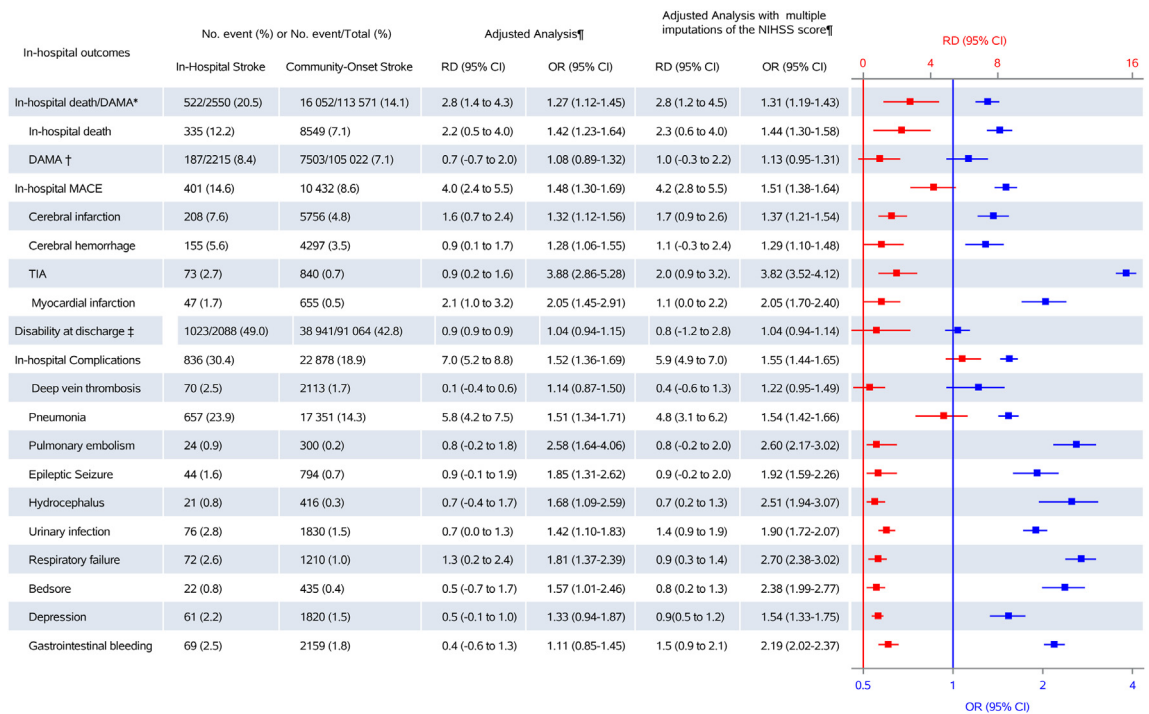 Adjusted Analysis with multiple
imputations of the NIHSS score¶
No. event (%) or No. event/Total (%) Adjusted Analysis¶
RD (95% CI)
In-hospital outcomes
In-Hospital Stroke Community-Onset Stroke RD (95% CI) OR (95% CI) RD (95% CI) OR (95% CI)
0 4 8 16
In-hospital death/DAMA* 522/2550 (20.5) 16 052/113 571 (14.1) 2.8 (1.4 to 4.3) 1.27 (1.12-1.45) 2.8 (1.2 to 4.5) 1.31 (1.19-1.43)
In-hospital death 335 (12.2) 8549 (7.1) 2.2 (0.5 to 4.0) 1.42 (1.23-1.64) 2.3 (0.6 to 4.0) 1.44 (1.30-1.58)
DAMA † 187/2215 (8.4) 7503/105 022 (7.1) 0.7 (-0.7 to 2.0) 1.08 (0.89-1.32) 1.0 (-0.3 to 2.2) 1.13 (0.95-1.31)
In-hospital MACE 401 (14.6) 10 432 (8.6) 4.0 (2.4 to 5.5) 1.48 (1.30-1.69) 4.2 (2.8 to 5.5) 1.51 (1.38-1.64)
Cerebral infarction 208 (7.6) 5756 (4.8) 1.6 (0.7 to 2.4) 1.32 (1.12-1.56) 1.7 (0.9 to 2.6) 1.37 (1.21-1.54)
Cerebral hemorrhage 155 (5.6) 4297 (3.5) 0.9 (0.1 to 1.7) 1.28 (1.06-1.55) 1.1 (-0.3 to 2.4) 1.29 (1.10-1.48)
TIA 73 (2.7) 840 (0.7) 0.9 (0.2 to 1.6) 3.88 (2.86-5.28) 2.0 (0.9 to 3.2). 3.82 (3.52-4.12)
Myocardial infarction 47 (1.7) 655 (0.5) 2.1 (1.0 to 3.2) 2.05 (1.45-2.91) 1.1 (0.0 to 2.2) 2.05 (1.70-2.40)
Disability at discharge ‡ 1023/2088 (49.0) 38 941/91 064 (42.8) 0.9 (0.9 to 0.9) 1.04 (0.94-1.15) 0.8 (-1.2 to 2.8) 1.04 (0.94-1.14)
In-hospital Complications 836 (30.4) 22 878 (18.9) 7.0 (5.2 to 8.8) 1.52 (1.36-1.69) 5.9 (4.9 to 7.0) 1.55 (1.44-1.65)
Deep vein thrombosis 70 (2.5) 2113 (1.7) 0.1 (-0.4 to 0.6) 1.14 (0.87-1.50) 0.4 (-0.6 to 1.3) 1.22 (0.95-1.49)
Pneumonia 657 (23.9) 17 351 (14.3) 5.8 (4.2 to 7.5) 1.51 (1.34-1.71) 4.8 (3.1 to 6.2) 1.54 (1.42-1.66)
Pulmonary embolism 24 (0.9) 300 (0.2) 0.8 (-0.2 to 1.8) 2.58 (1.64-4.06) 0.8 (-0.2 to 2.0) 2.60 (2.17-3.02)
Epileptic Seizure 44 (1.6) 794 (0.7) 0.9 (-0.1 to 1.9) 1.85 (1.31-2.62) 0.9 (-0.2 to 2.0) 1.92 (1.59-2.26)
Hydrocephalus 21 (0.8) 416 (0.3) 0.7 (-0.4 to 1.7) 1.68 (1.09-2.59) 0.7 (0.2 to 1.3) 2.51 (1.94-3.07)
Urinary infection 76 (2.8) 1830 (1.5) 0.7 (0.0 to 1.3) 1.42 (1.10-1.83) 1.4 (0.9 to 1.9) 1.90 (1.72-2.07)
Respiratory failure 72 (2.6) 1210 (1.0) 1.3 (0.2 to 2.4) 1.81 (1.37-2.39) 0.9 (0.3 to 1.4) 2.70 (2.38-3.02)
Bedsore 22 (0.8) 435 (0.4) 0.5 (-0.7 to 1.7) 1.57 (1.01-2.46) 0.8 (0.2 to 1.3) 2.38 (1.99-2.77)
Depression 61 (2.2) 1820 (1.5) 0.5 (-0.1 to 1.0) 1.33 (0.94-1.87) 0.9(0.5 to 1.2) 1.54 (1.33-1.75)
Gastrointestinal bleeding 69 (2.5) 2159 (1.8) 0.4 (-0.6 to 1.3) 1.11 (0.85-1.45) 1.5 (0.9 to 2.1) 2.19 (2.02-2.37)
0.5 1 2 4
OR (95% CI)